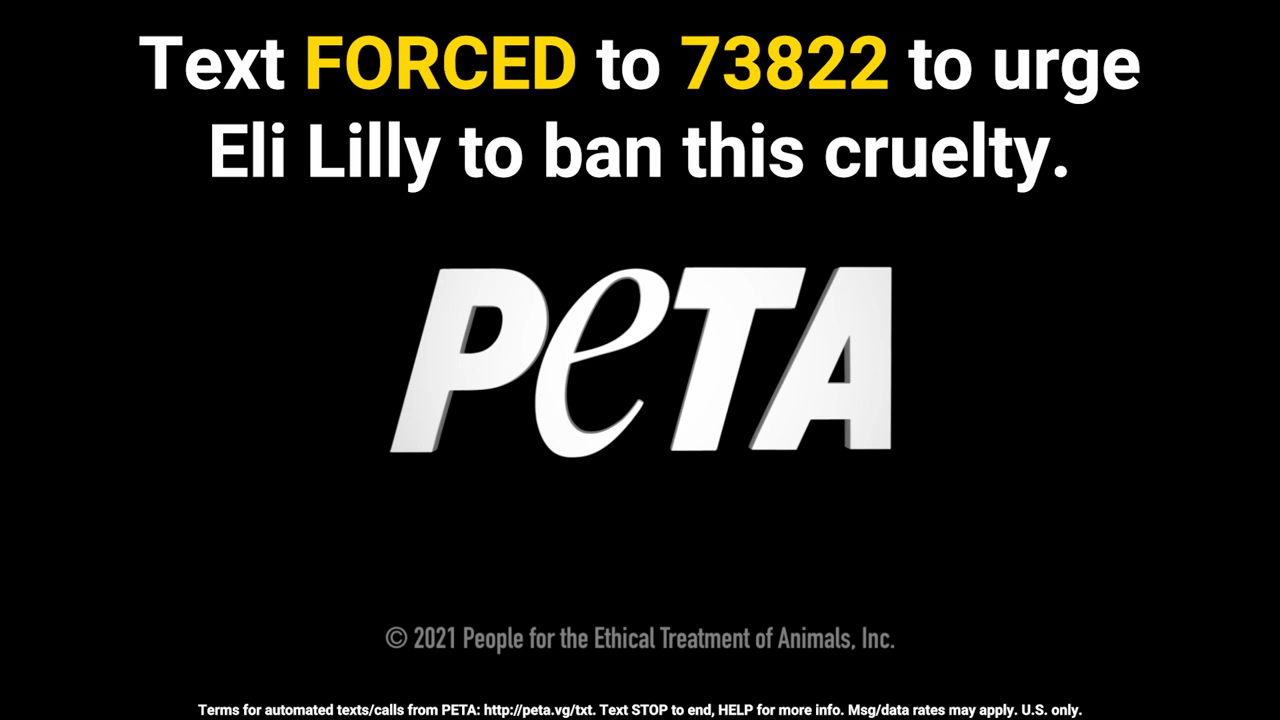 Text FORCED to 73822 to urge
Eli Lilly to ban this cruelty.
PeTA
© 2021 People for the Ethical Treatment of Animals, Inc.
Terms for automated texts/calls from PETA: http://peta.vg/txt. Text STOP to end, HELP for more info. Msg/data rates may apply. U.S. only.